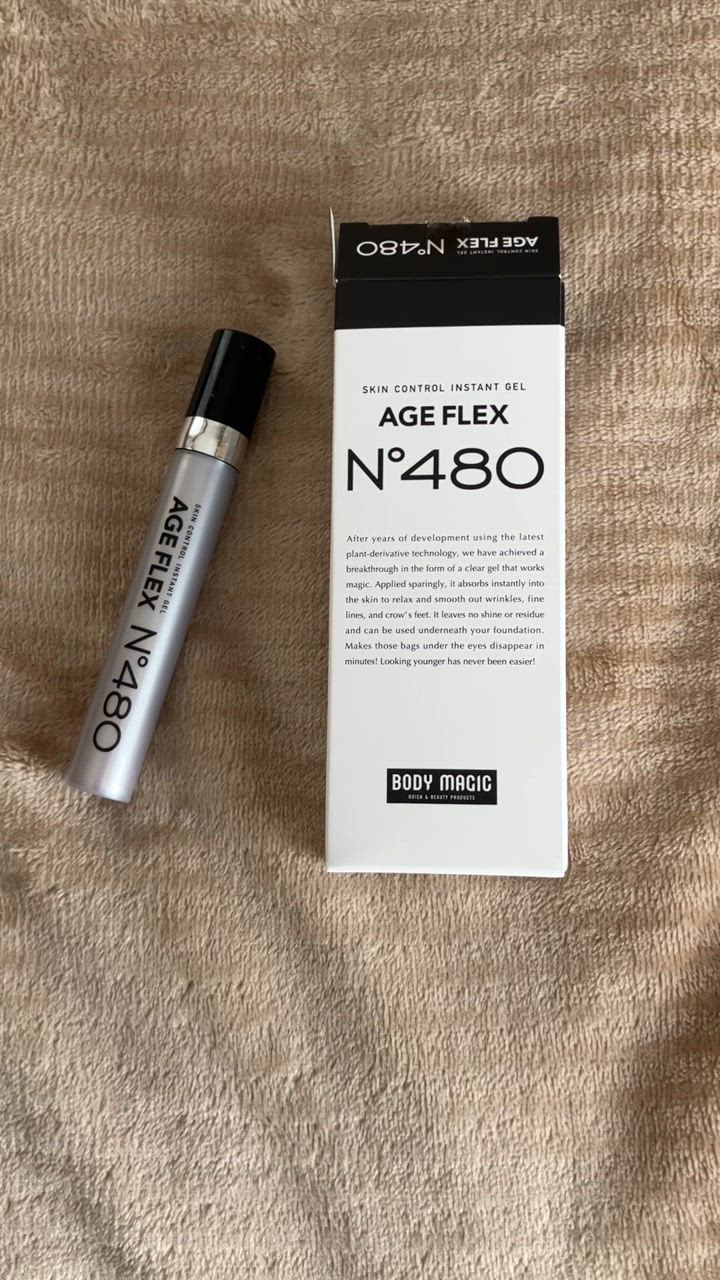 AGE FLEX N°480
SKIN CONTROL INSTANT GEL
SKIN CONTROL INSTANT GEL
AGE FLEX
N°480
After years of development using the latest
plant-derivative technology, we have achieved a
breakthrough in the form of a clear gel that works
magic. Applied sparingly, it absorbs instantly into
the skin to relax and smooth out wrinkles, fine
lines, and crow's feet. It leaves no shine or residue
and can be used underneath your foundation.
Makes those bags under the eyes disappear in
minutes! Looking younger has never been easier!
BODY MAGIC
QUICK & BEAUTY PRODUCTS
SKIN CONTROL INSTANT GEL
AGE FLEX N°480